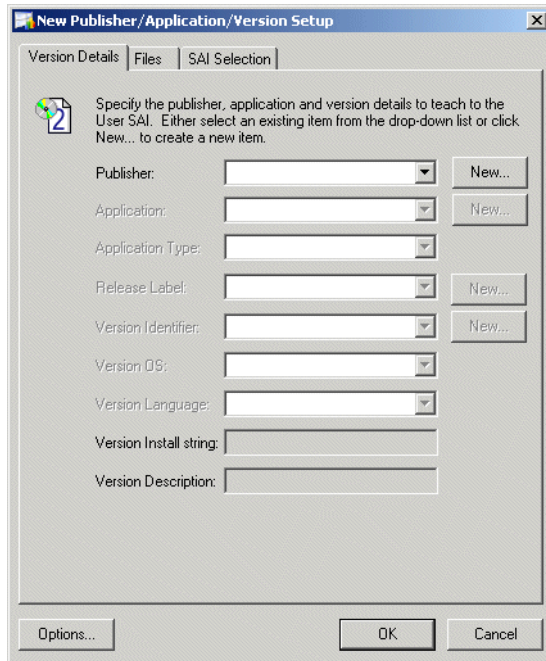 New Publisher/Application/Version Setup
Version Details Files SAI Selection
2
Specify the publisher, application and version details to teach to the
User SAI. Either select an existing item from the drop-down list or click
New... to create a new item.
Publisher: New...
Application: New...
Application Type:
Release Label: New...
Version Identifier: New...
Version OS:
Version Language:
Version Install string:
Version Description:
Options... OK Cancel